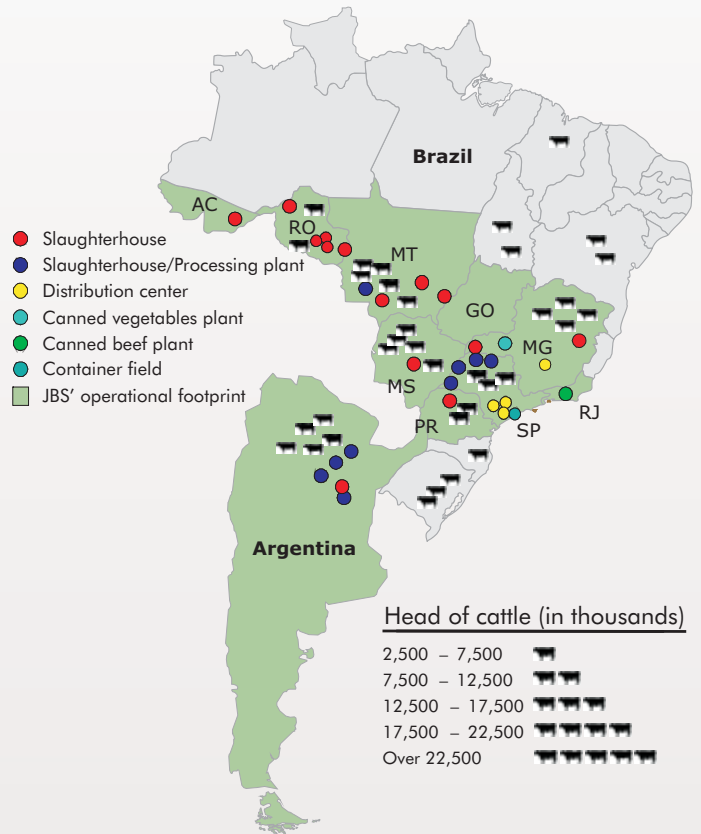 Brazil
AC
RO
MT
GO
MG
MS
PR
SP
RJ
Slaughterhouse
Slaughterhouse/Processing plant
Distribution center
Canned vegetables plant
Canned beef plant
Container field
JBS' operational footprint
Argentina
Head of cattle (in thousands)
2,500 – 7,500
7,500 – 12,500
12,500 – 17,500
17,500 – 22,500
Over 22,500